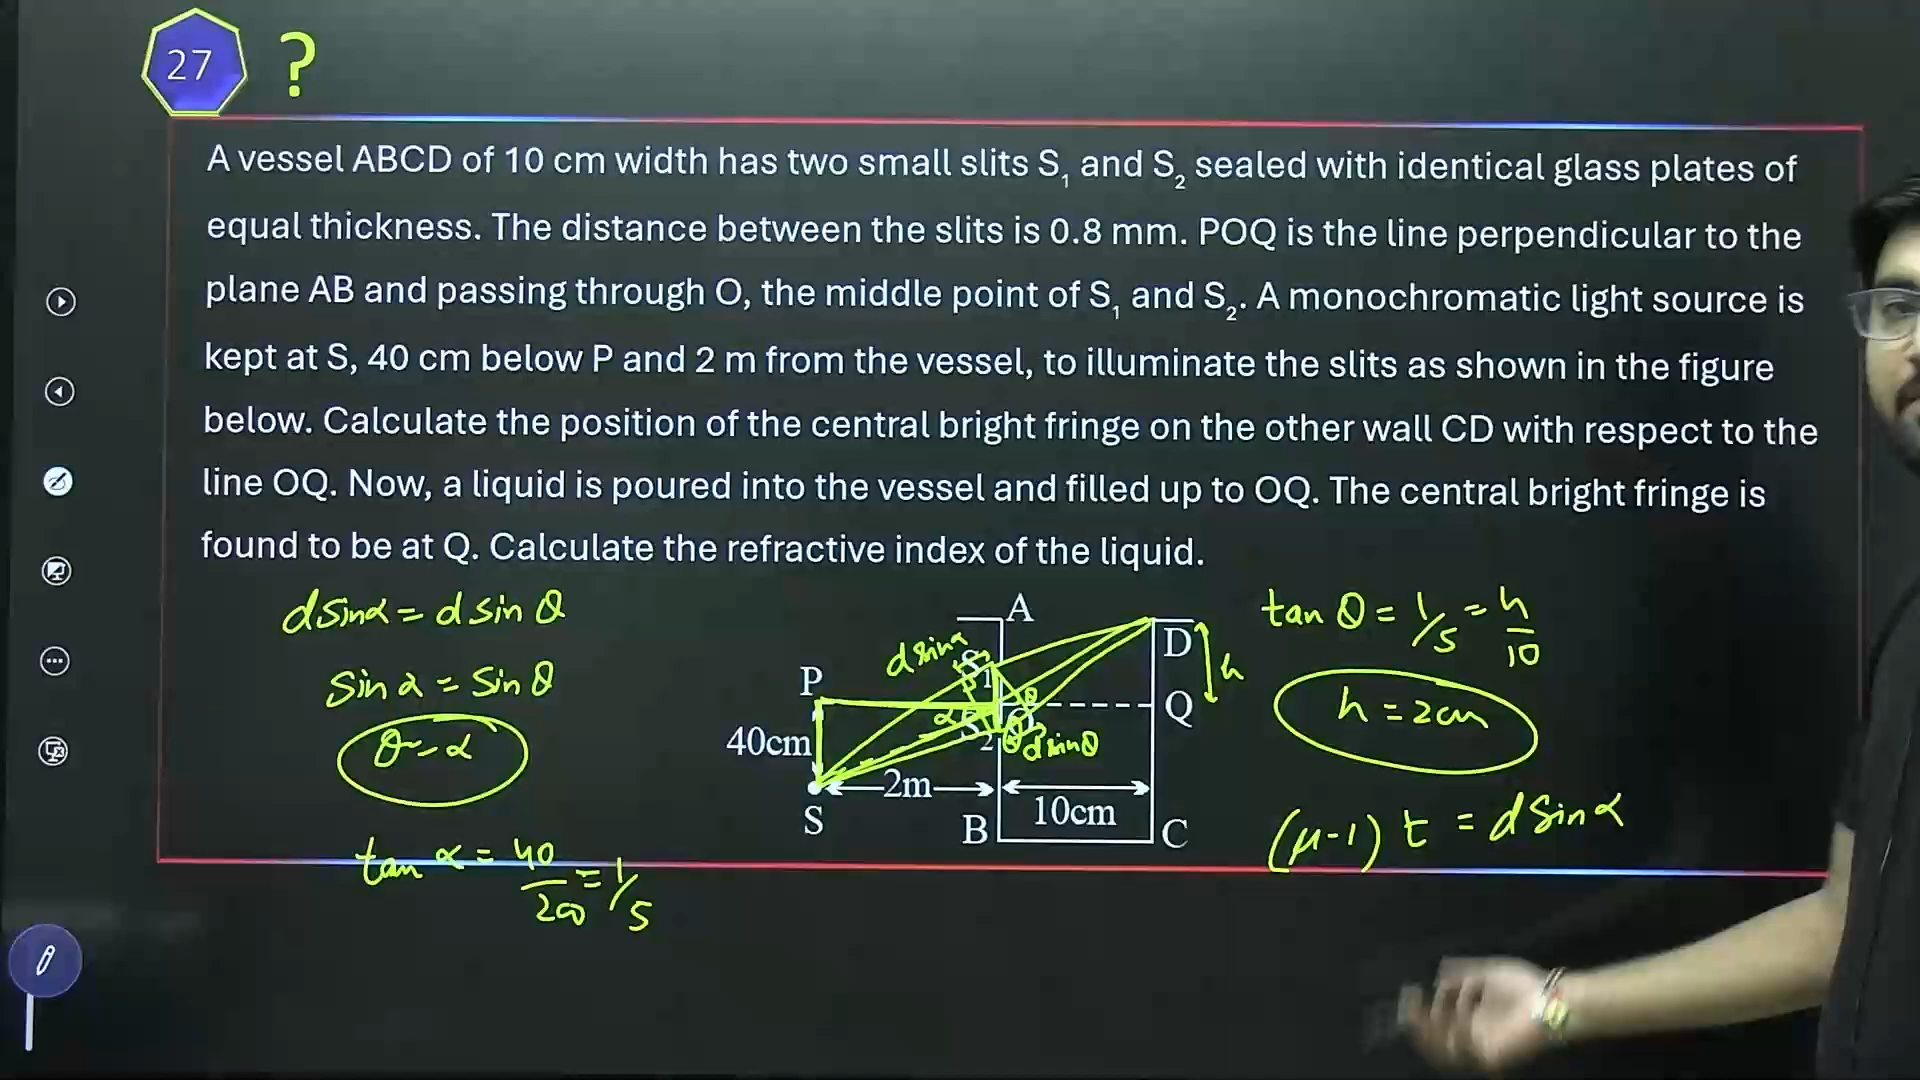 27 ?
A vessel ABCD of 10 cm width has two small slits S₁ and S₂ sealed with identical glass plates of
equal thickness. The distance between the slits is 0.8 mm. POQ is the line perpendicular to the
plane AB and passing through O, the middle point of S₁ and S₂. A monochromatic light source is
kept at S, 40 cm below P and 2 m from the vessel, to illuminate the slits as shown in the figure
below. Calculate the position of the central bright fringe on the other wall CD with respect to the
line OQ. Now, a liquid is poured into the vessel and filled up to OQ. The central bright fringe is
found to be at Q. Calculate the refractive index of the liquid.
d sin α = d sin θ
sin α = sin θ
θ = α
tan α = 40/200 = 1/5
A
D
d sin α
S₁
h
P
α
θ
O
Q
S₂
θ
d sin θ
40cm
2m
10cm
S
B
C
tan θ = 1/5 = h/10
h = 2cm
(μ-1) t = d sin α